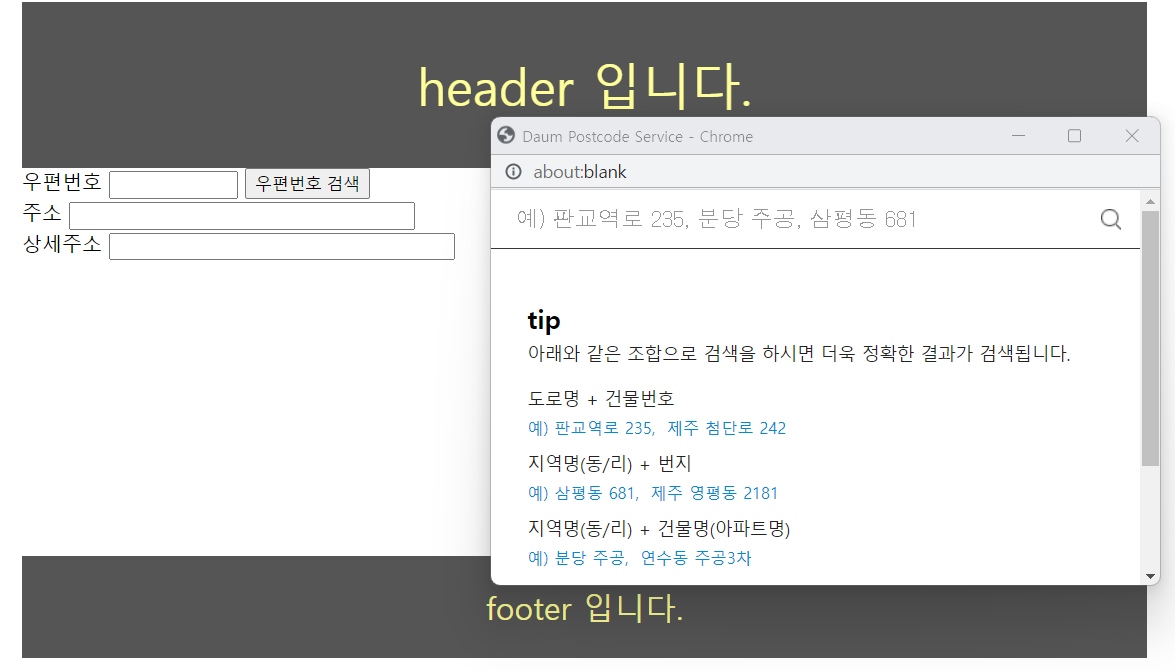 header 입니다.
우편번호 우편번호 검색
주소
상세주소
Daum Postcode Service - Chrome
about:blank
예) 판교역로 235, 분당 주공, 삼평동 681
tip
아래와 같은 조합으로 검색을 하시면 더욱 정확한 결과가 검색됩니다.
도로명 + 건물번호
예) 판교역로 235, 제주 첨단로 242
지역명(동/리) + 번지
예) 삼평동 681, 제주 영평동 2181
지역명(동/리) + 건물명(아파트명)
예) 분당 주공, 연수동 주공3차
footer 입니다.